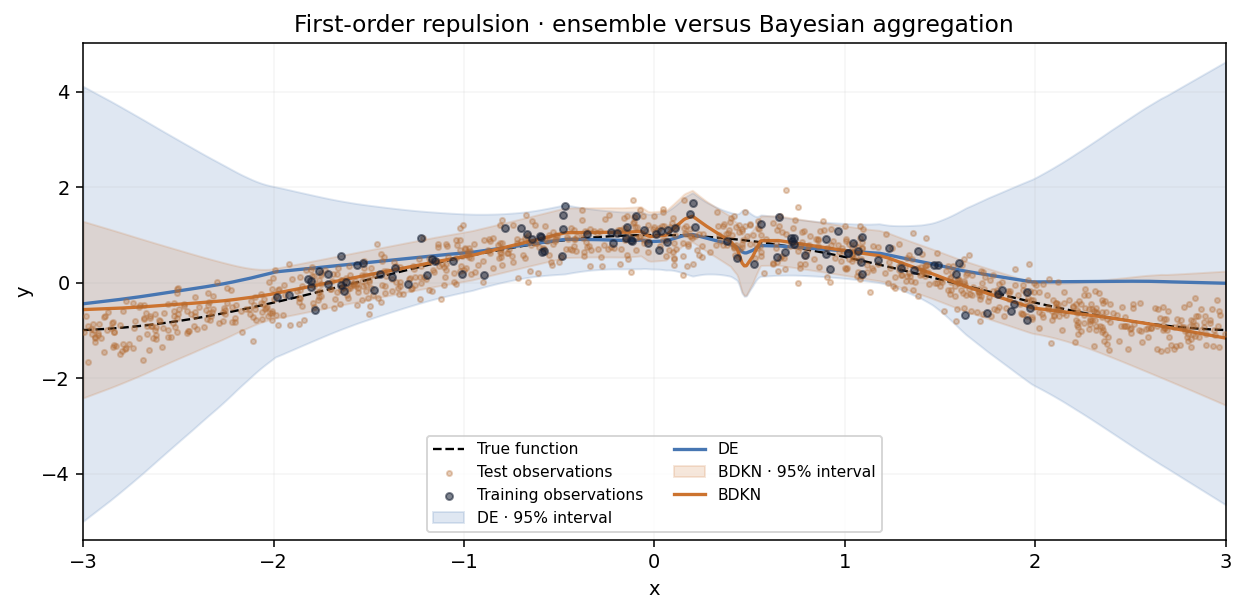 First-order repulsion · ensemble versus Bayesian aggregation
y
4
2
0
−2
−4
True function
Test observations
Training observations
DE · 95% interval
DE
BDKN · 95% interval
BDKN
−3
−2
−1
0
1
2
3
x